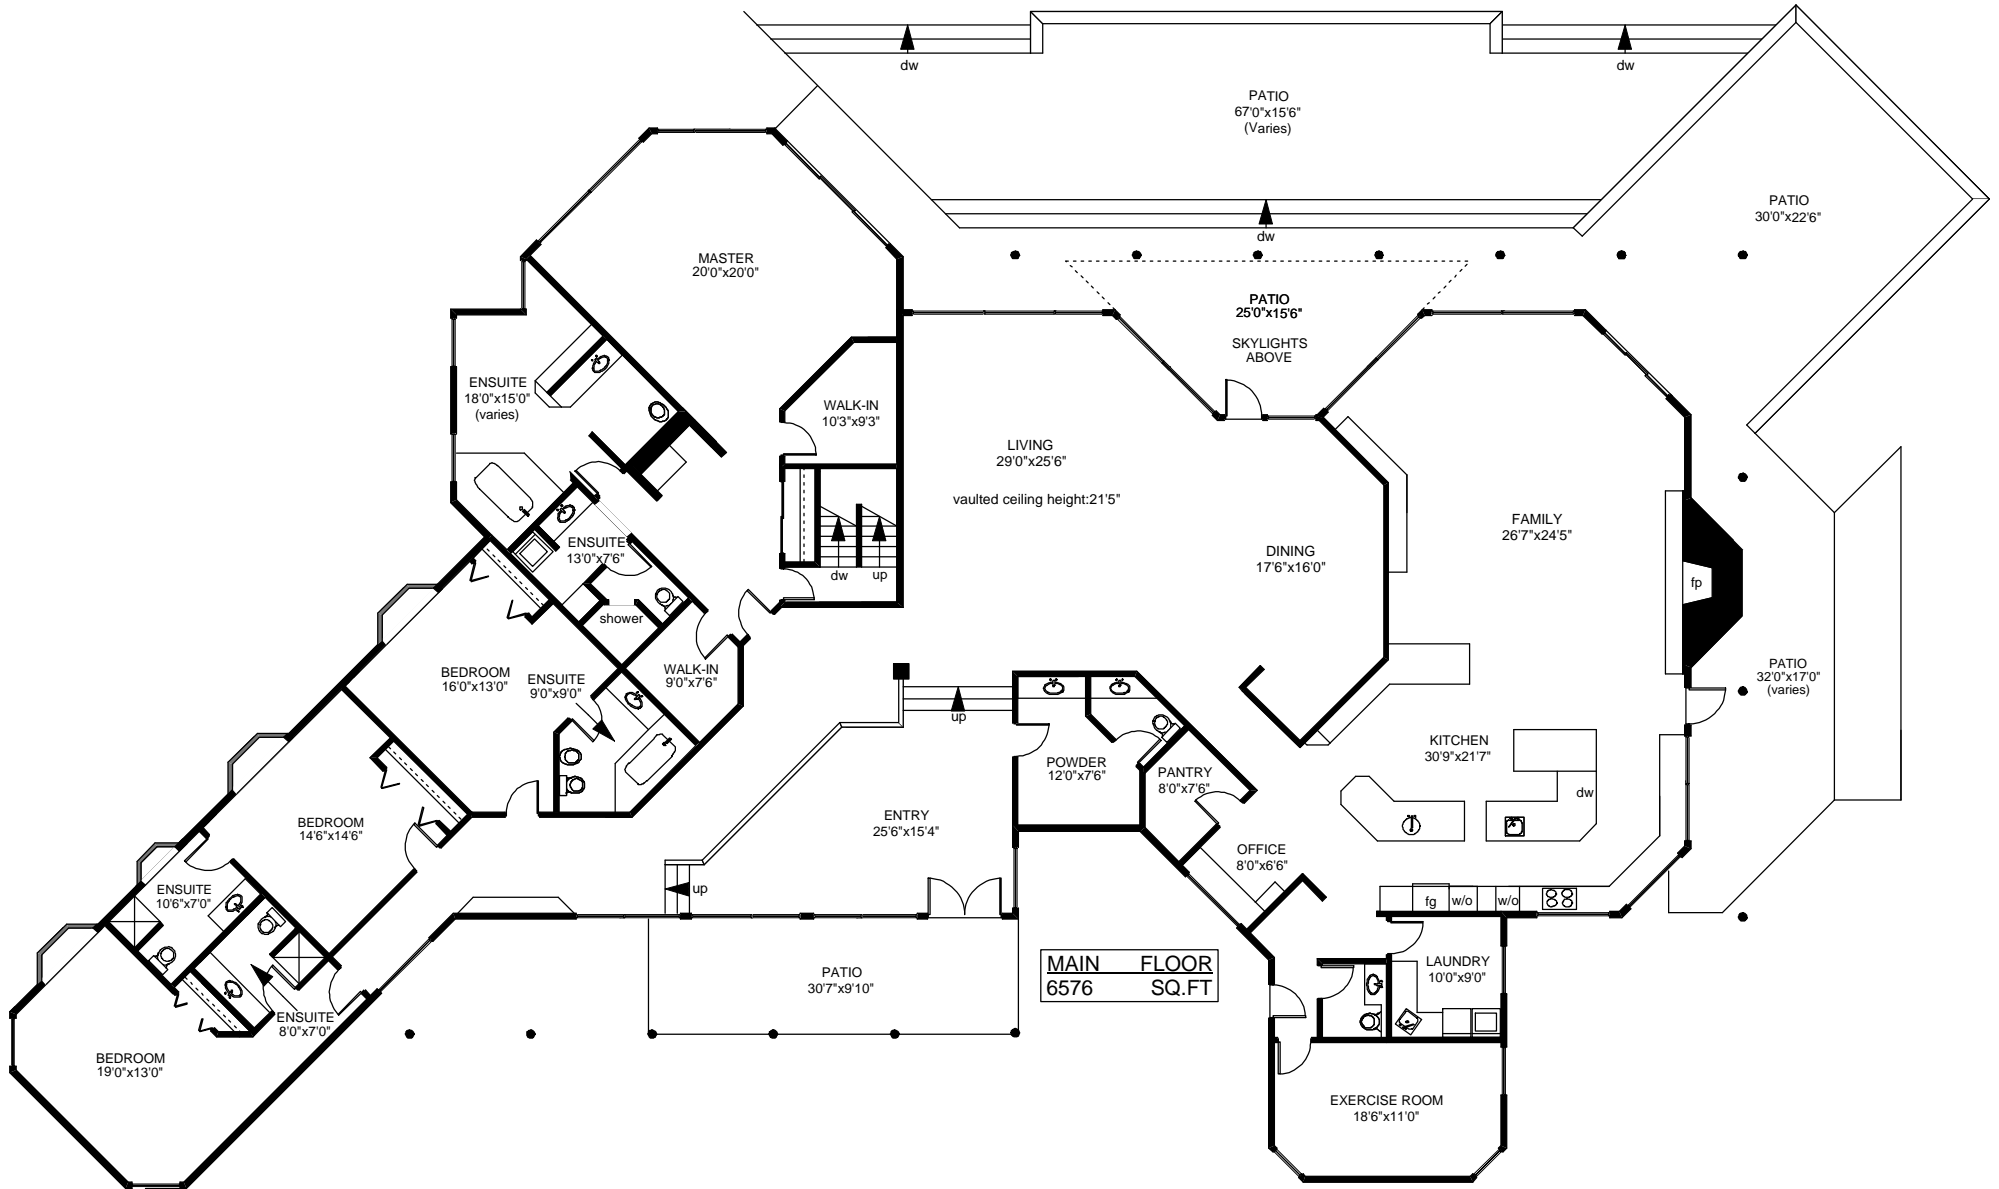 dw
dw
PATIO
67'0"x15'6"
(Varies)
PATIO
30'0"x22'6"
dw
MASTER
20'0"x20'0"
PATIO
25'0"x15'6"
SKYLIGHTS
ABOVE
ENSUITE
18'0"x15'0"
(varies)
WALK-IN
10'3"x9'3"
LIVING
29'0"x25'6"
vaulted ceiling height:21'5"
FAMILY
26'7"x24'5"
ENSUITE
13'0"x7'6"
dw
up
DINING
17'6"x16'0"
fp
shower
BEDROOM
16'0"x13'0"
ENSUITE
9'0"x9'0"
WALK-IN
9'0"x7'6"
PATIO
32'0"x17'0"
(varies)
up
KITCHEN
30'9"x21'7"
POWDER
12'0"x7'6"
PANTRY
8'0"x7'6"
dw
BEDROOM
14'6"x14'6"
ENTRY
25'6"x15'4"
OFFICE
8'0"x6'6"
up
ENSUITE
10'6"x7'0"
fg
w/o
w/o
MAIN FLOOR
6576 SQ.FT
LAUNDRY
10'0"x9'0"
PATIO
30'7"x9'10"
ENSUITE
8'0"x7'0"
BEDROOM
19'0"x13'0"
EXERCISE ROOM
18'6"x11'0"